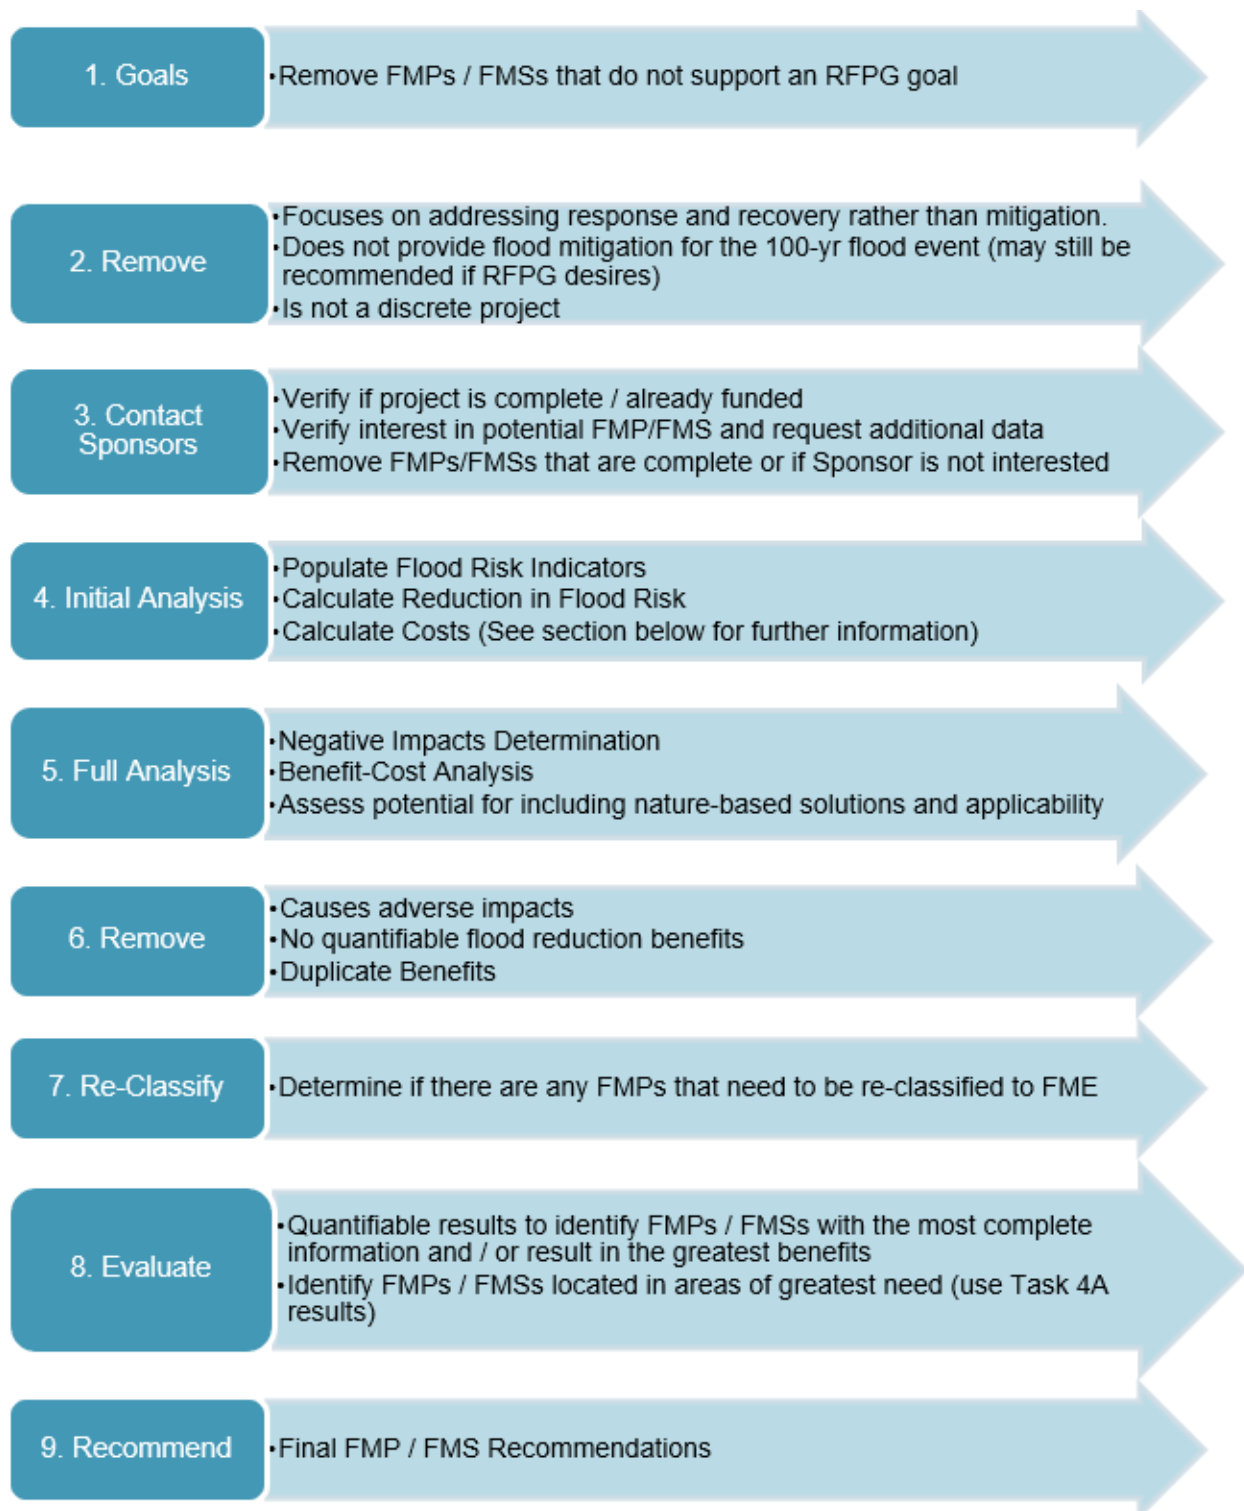 1. Goals
•Remove FMPs / FMSs that do not support an RFPG goal
2. Remove
•Focuses on addressing response and recovery rather than mitigation.
•Does not provide flood mitigation for the 100-yr flood event (may still be
recommended if RFPG desires)
•Is not a discrete project
3. Contact
Sponsors
•Verify if project is complete / already funded
•Verify interest in potential FMP/FMS and request additional data
•Remove FMPs/FMSs that are complete or if Sponsor is not interested
4. Initial Analysis
•Populate Flood Risk Indicators
•Calculate Reduction in Flood Risk
•Calculate Costs (See section below for further information)
5. Full Analysis
•Negative Impacts Determination
•Benefit-Cost Analysis
•Assess potential for including nature-based solutions and applicability
6. Remove
•Causes adverse impacts
•No quantifiable flood reduction benefits
•Duplicate Benefits
7. Re-Classify
•Determine if there are any FMPs that need to be re-classified to FME
8. Evaluate
•Quantifiable results to identify FMPs / FMSs with the most complete
information and / or result in the greatest benefits
•Identify FMPs / FMSs located in areas of greatest need (use Task 4A
results)
9. Recommend
•Final FMP / FMS Recommendations